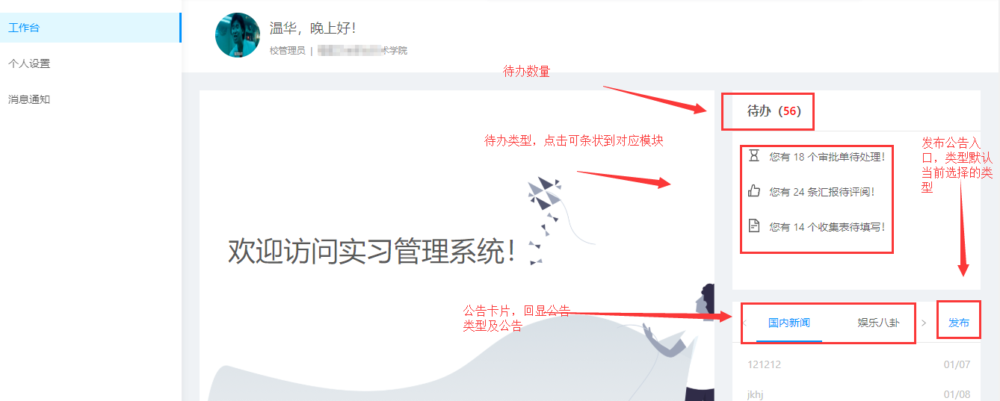 工作台
个人设置
消息通知
温华，晚上好！
校管理员 | 术学院
待办数量
待办（56）
待办类型，点击可条状到对应模块
您有 18 个审批单待处理！
您有 24 条汇报待评阅！
您有 14 个收集表待填写！
发布公告入
口，类型默认
当前选择的类
型
欢迎访问实习管理系统！
公告卡片，回显公告
类型及公告
国内新闻 娱乐八卦 发布
121212 01/07
jkhj 01/08